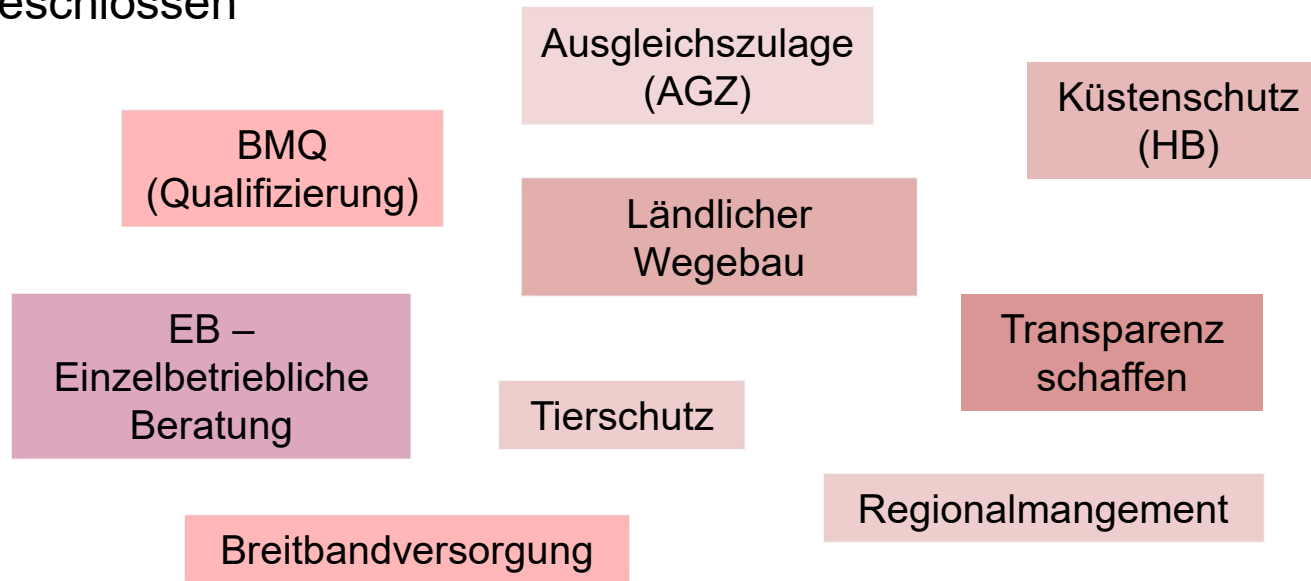 eschlossen
Ausgleichszulage
(AGZ)
Küstenschutz
(HB)
BMQ
(Qualifizierung)
Ländlicher
Wegebau
EB –
Einzelbetriebliche
Beratung
Transparenz
schaffen
Tierschutz
Regionalmangement
Breitbandversorgung